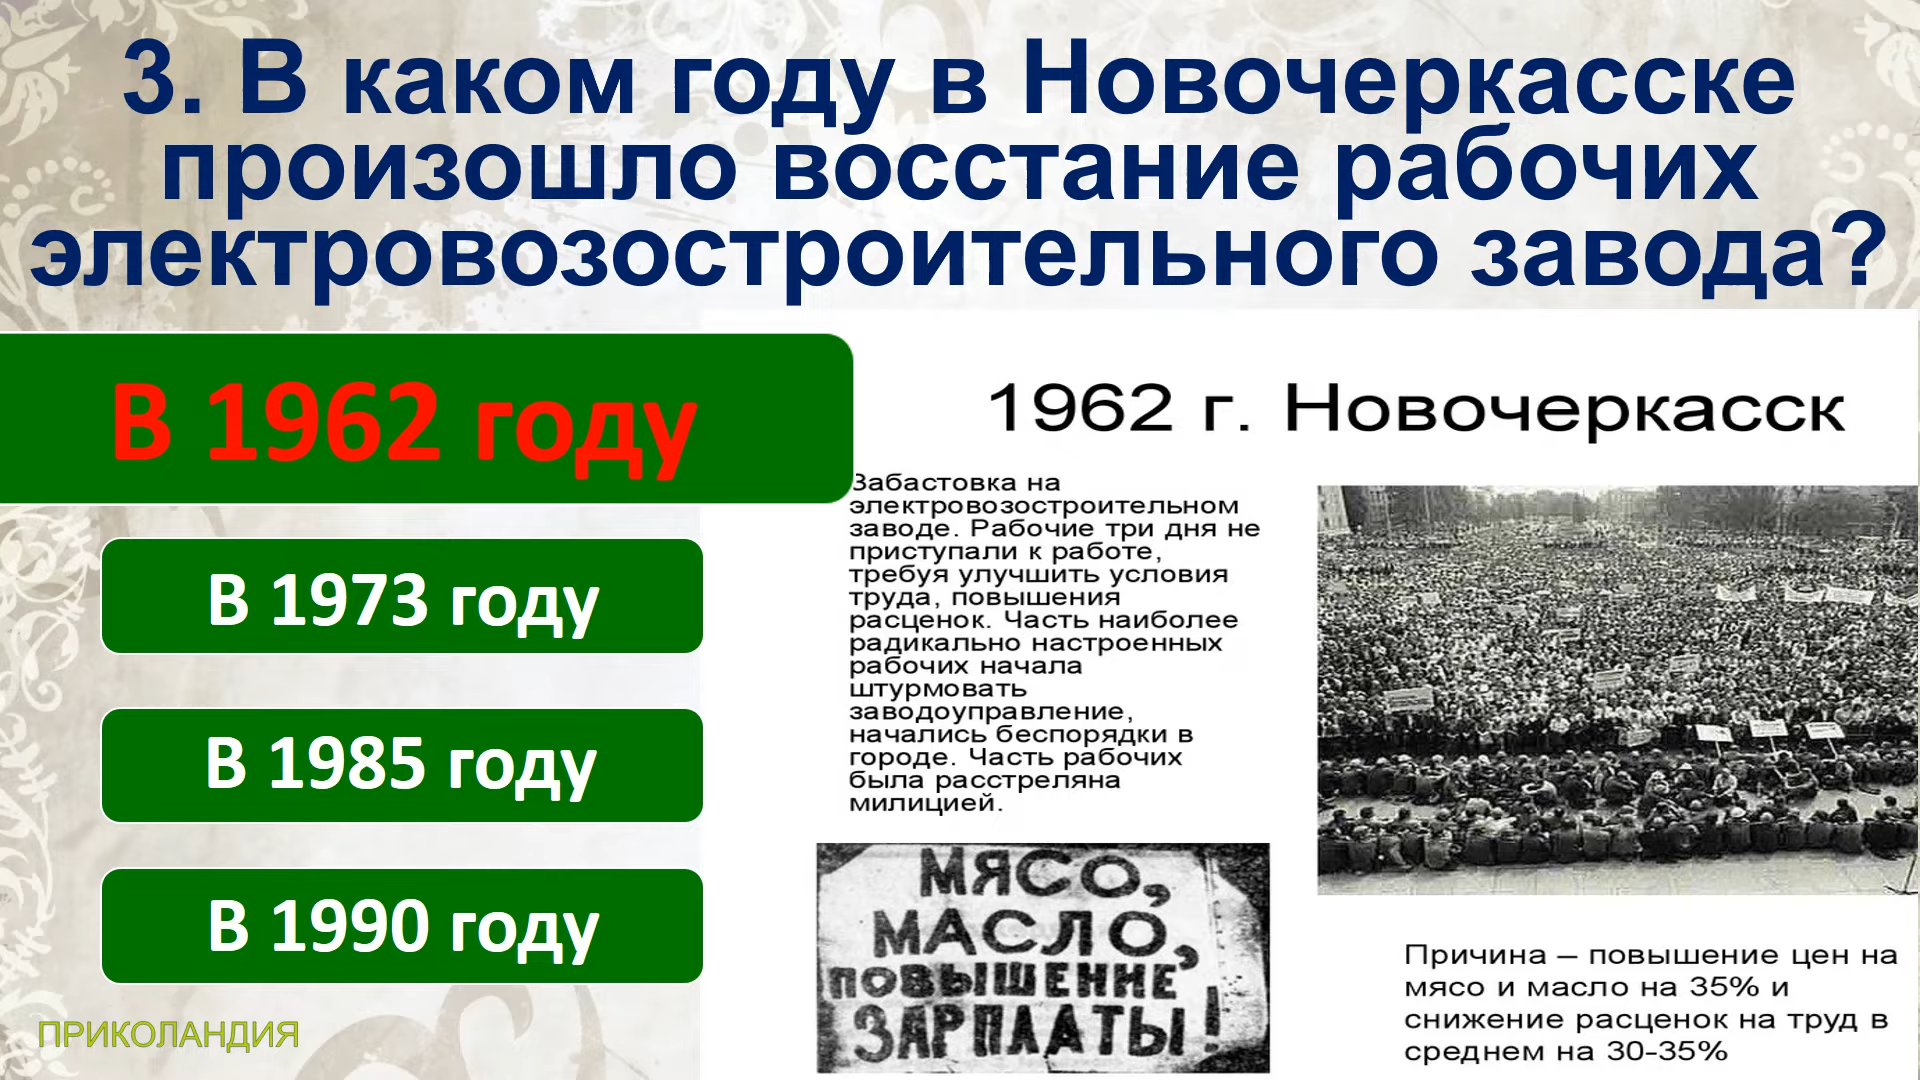 3. В каком году в Новочеркасске
произошло восстание рабочих
электровозостроительного завода?
В 1962 году
В 1973 году
В 1985 году
В 1990 году
ПРИКОЛАНДИЯ
1962 г. Новочеркасск
Забастовка на
электровозостроительном
заводе. Рабочие три дня не
приступали к работе,
требуя улучшить условия
труда, повышения
расценок. Часть наиболее
радикально настроенных
рабочих начала
штурмовать
заводоуправление,
начались беспорядки в
городе. Часть рабочих
была расстреляна
милицией.
МЯСО,
МАСЛО,
ПОВЫШЕНИЕ
ЗАРПЛАТЫ!
Причина – повышение цен на
мясо и масло на 35% и
снижение расценок на труд в
среднем на 30-35%